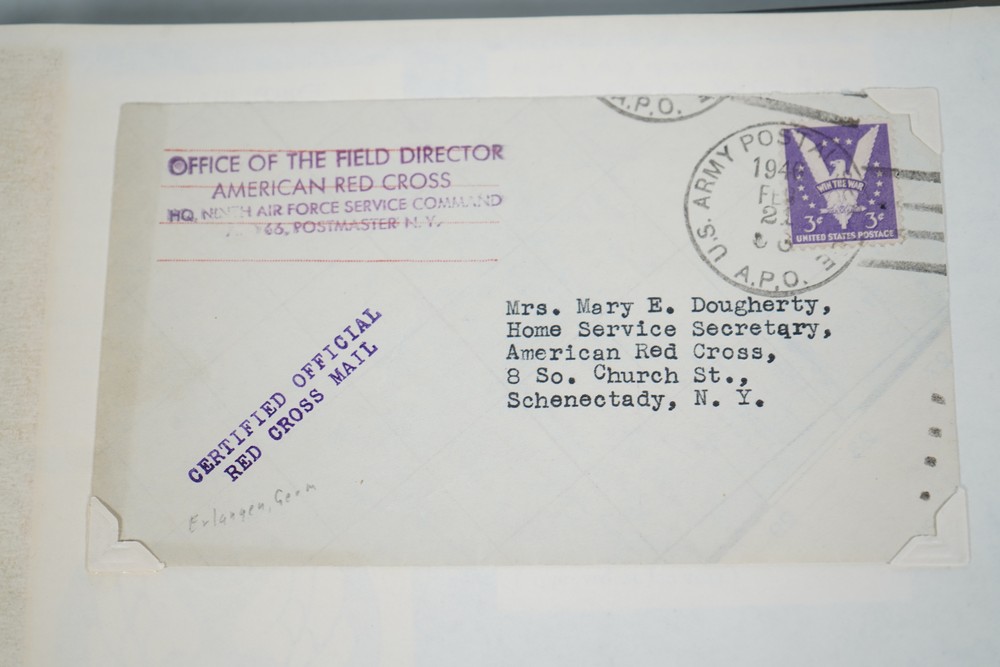 OFFICE OF THE FIELD DIRECTOR
AMERICAN RED CROSS
HQ. NINTH AIR FORCE SERVICE COMMAND
66, POSTMASTER N.Y.
A.P.O.
U.S. ARMY POSTAL
A.P.O.
1946
FEB
WIN THE WAR
3¢ 3¢
UNITED STATES POSTAGE
Mrs. Mary E. Dougherty,
Home Service Secretary,
American Red Cross,
8 So. Church St.,
Schenectady, N. Y.
CERTIFIED OFFICIAL
RED CROSS MAIL
Erlangen, Germ